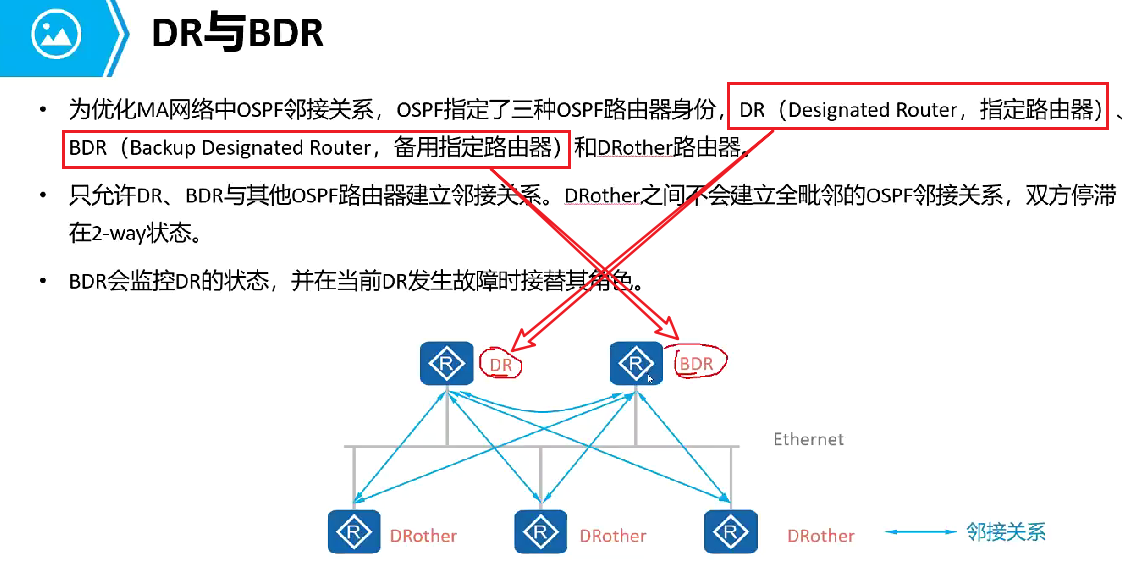 DR与BDR
• 为优化MA网络中OSPF邻接关系，OSPF指定了三种OSPF路由器身份，DR（Designated Router，指定路由器）、
BDR（Backup Designated Router，备用指定路由器）和DRother路由器。
• 只允许DR、BDR与其他OSPF路由器建立邻接关系。DRother之间不会建立全毗邻的OSPF邻接关系，双方停滞
在2-way状态。
• BDR会监控DR的状态，并在当前DR发生故障时接替其角色。
R DR R BDR
Ethernet
R DRother R DRother R DRother 邻接关系